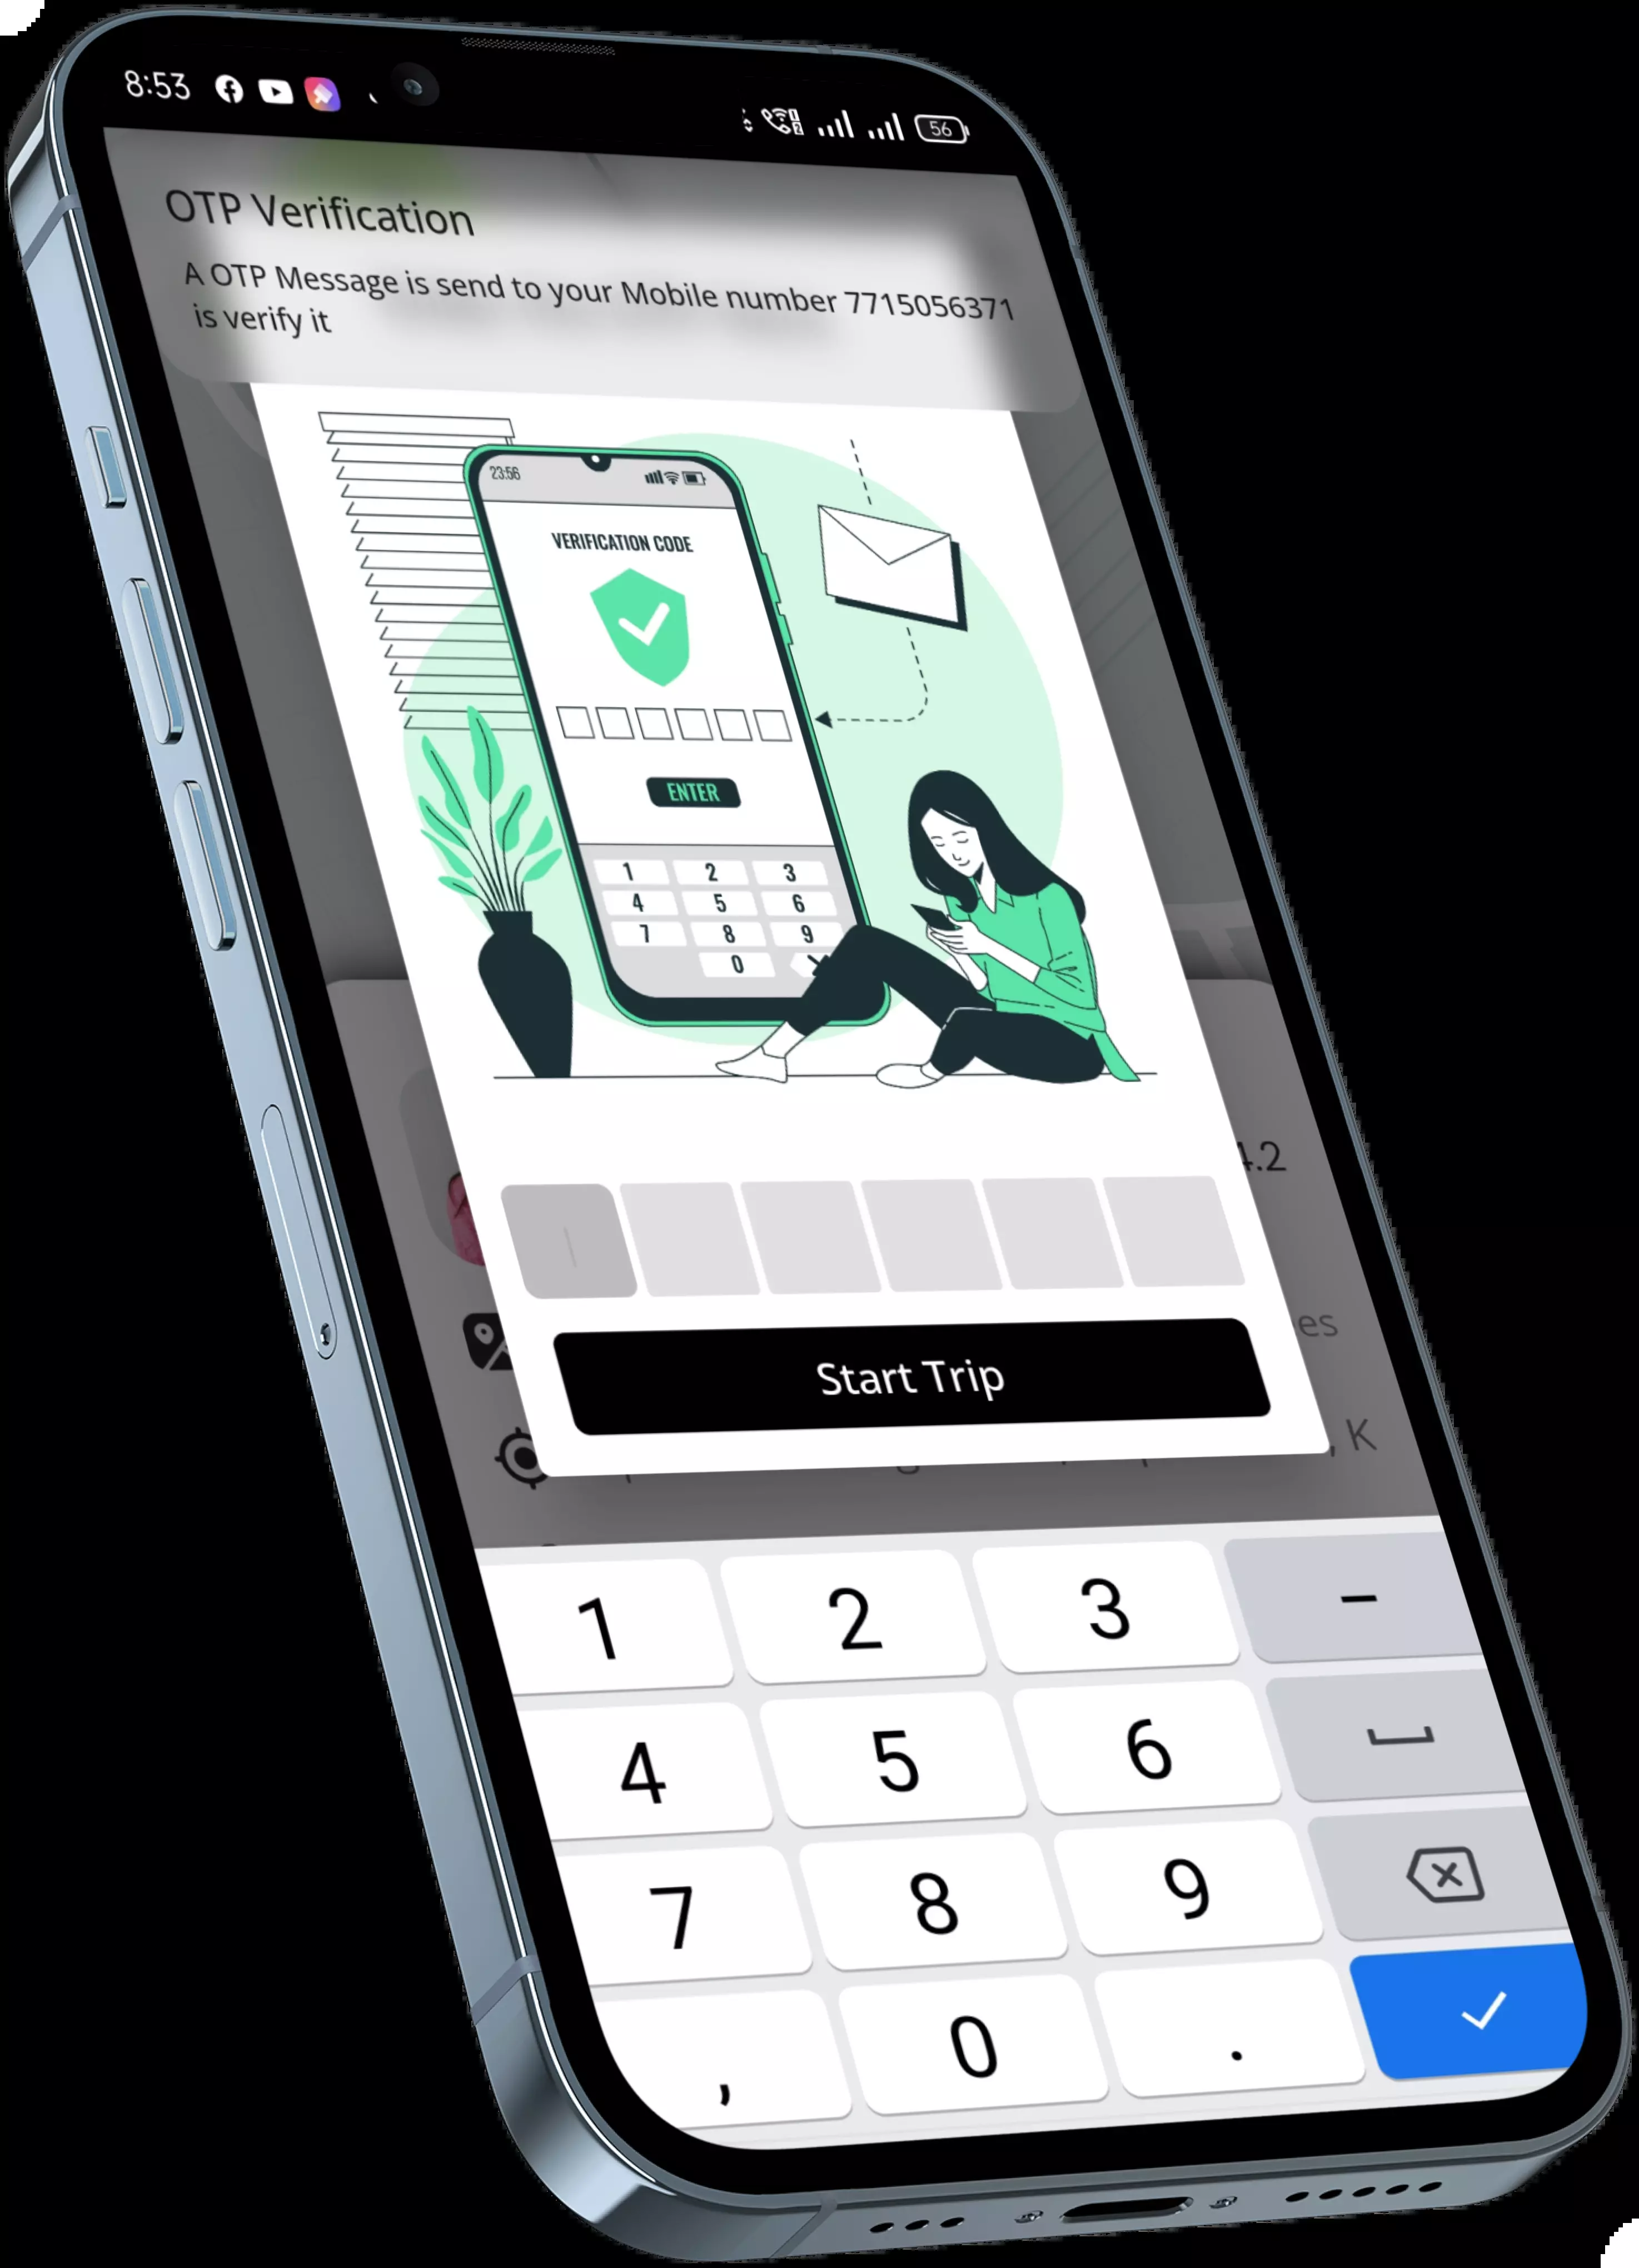 8:53
56
OTP Verification
A OTP Message is send to your Mobile number 7715056371
is verify it
23:56
VERIFICATION CODE
ENTER
1 2 3
4 5 6
7 8 9
0
4.2
es
Start Trip
, K
1 2 3 –
4 5 6
7 8 9
, 0 .